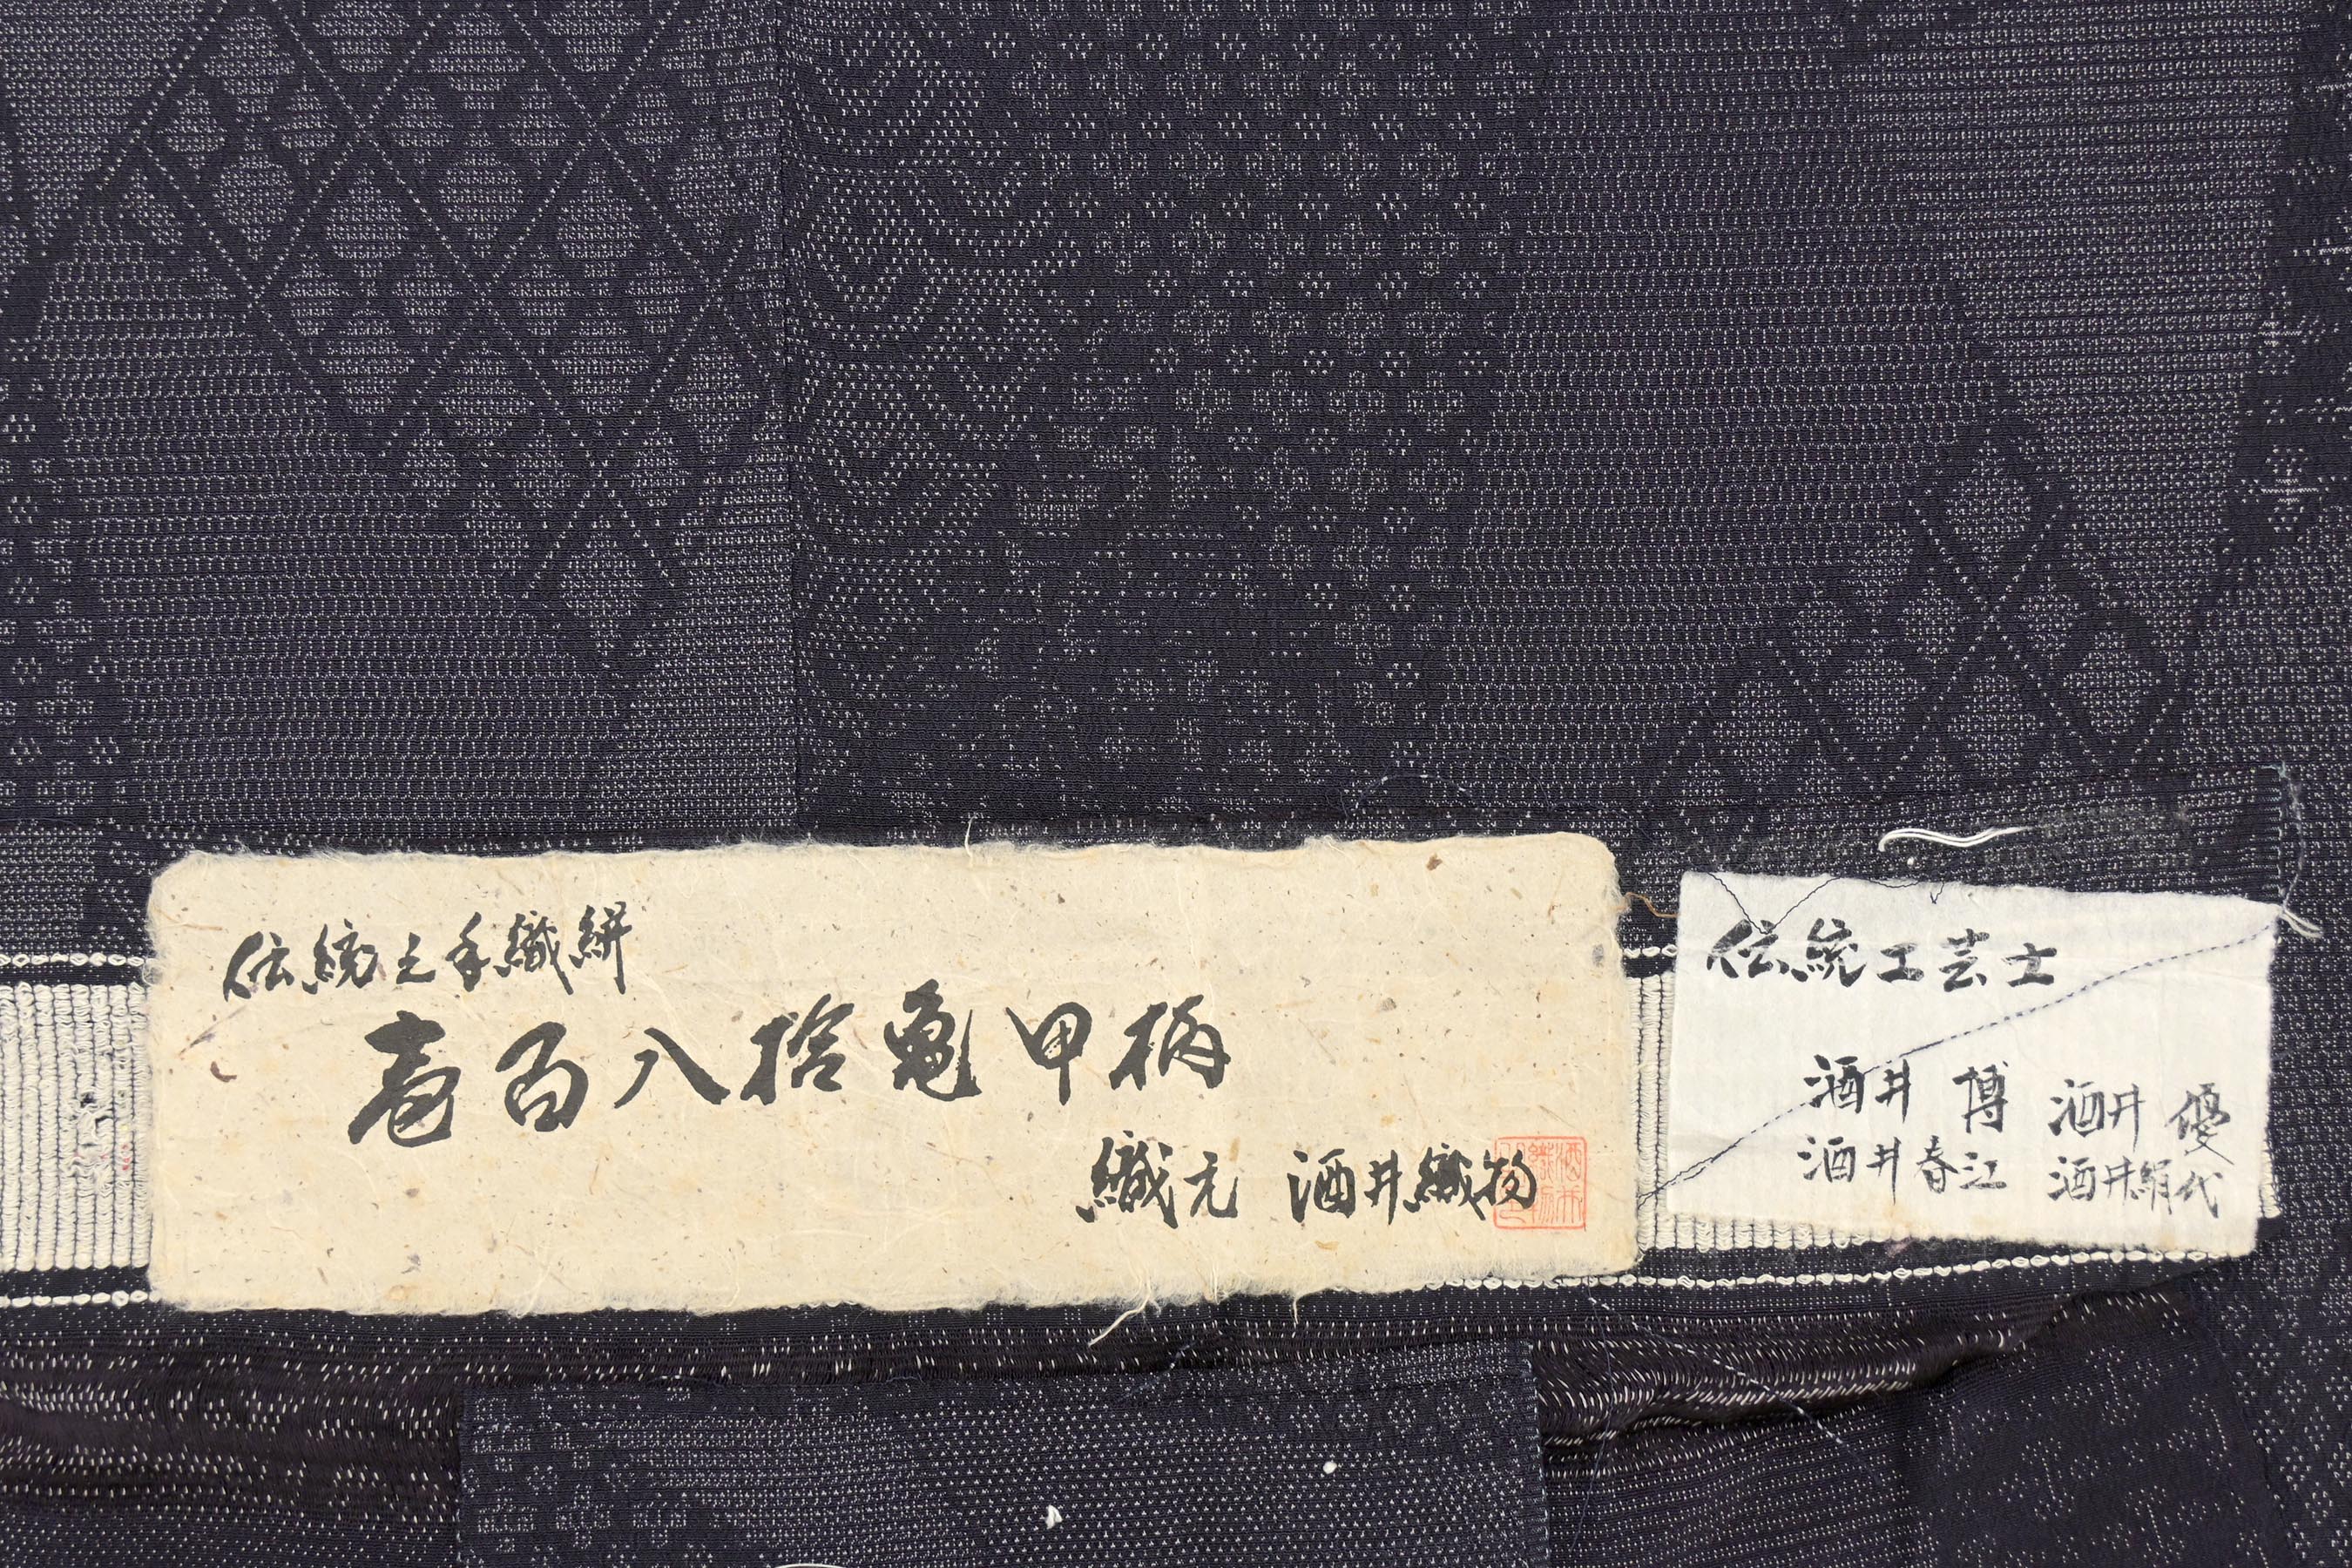 伝統之手織絣
壱百八拾亀甲柄
織元 酒井織物
伝統工芸士
酒井 博 酒井 優
酒井春江 酒井絹代